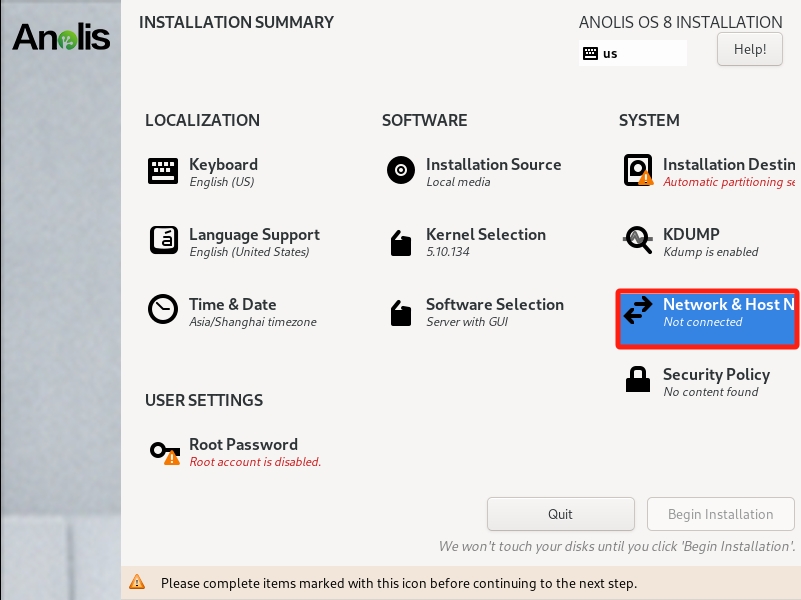 Anolis
INSTALLATION SUMMARY
ANOLIS OS 8 INSTALLATION
us
Help!
LOCALIZATION
Keyboard
English (US)
Language Support
English (United States)
Time & Date
Asia/Shanghai timezone
SOFTWARE
Installation Source
Local media
Kernel Selection
5.10.134
Software Selection
Server with GUI
SYSTEM
Installation Destin
Automatic partitioning se
KDUMP
Kdump is enabled
Network & Host N
Not connected
Security Policy
No content found
USER SETTINGS
Root Password
Root account is disabled.
Quit
Begin Installation
We won't touch your disks until you click 'Begin Installation'.
Please complete items marked with this icon before continuing to the next step.